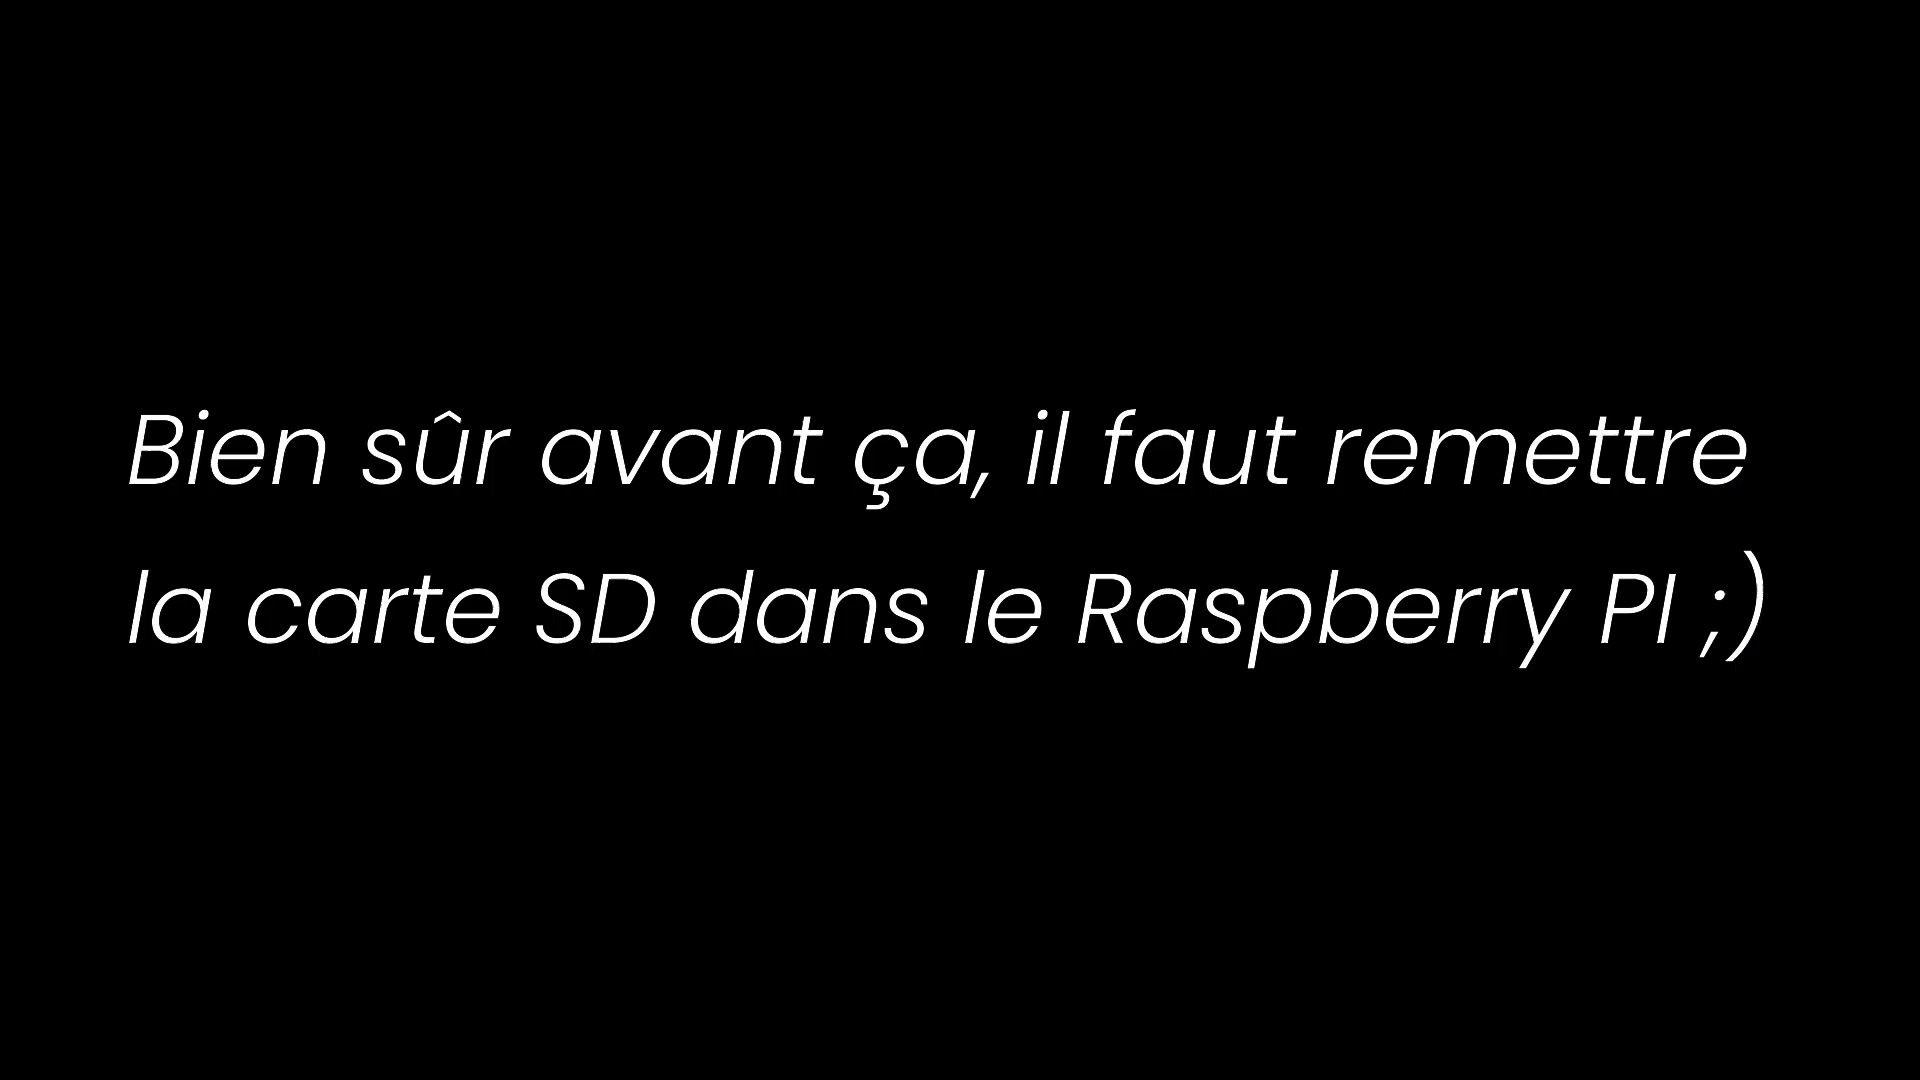 Bien sûr avant ça, il faut remettre
la carte SD dans le Raspberry PI ;)